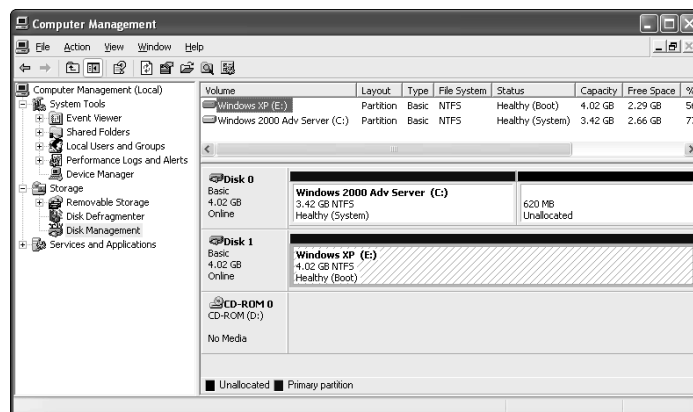 Computer Management
File Action View Window Help
Computer Management (Local)
System Tools
Event Viewer
Shared Folders
Local Users and Groups
Performance Logs and Alerts
Device Manager
Storage
Removable Storage
Disk Defragmenter
Disk Management
Services and Applications
Volume Layout Type File System Status Capacity Free Space %
Windows XP (E:) Partition Basic NTFS Healthy (Boot) 4.02 GB 2.29 GB 56
Windows 2000 Adv Server (C:) Partition Basic NTFS Healthy (System) 3.42 GB 2.66 GB 77
Disk 0
Basic
4.02 GB
Online
Windows 2000 Adv Server (C:)
3.42 GB NTFS
Healthy (System)
620 MB
Unallocated
Disk 1
Basic
4.02 GB
Online
Windows XP (E:)
4.02 GB NTFS
Healthy (Boot)
CD-ROM 0
CD-ROM (D:)
No Media
Unallocated Primary partition